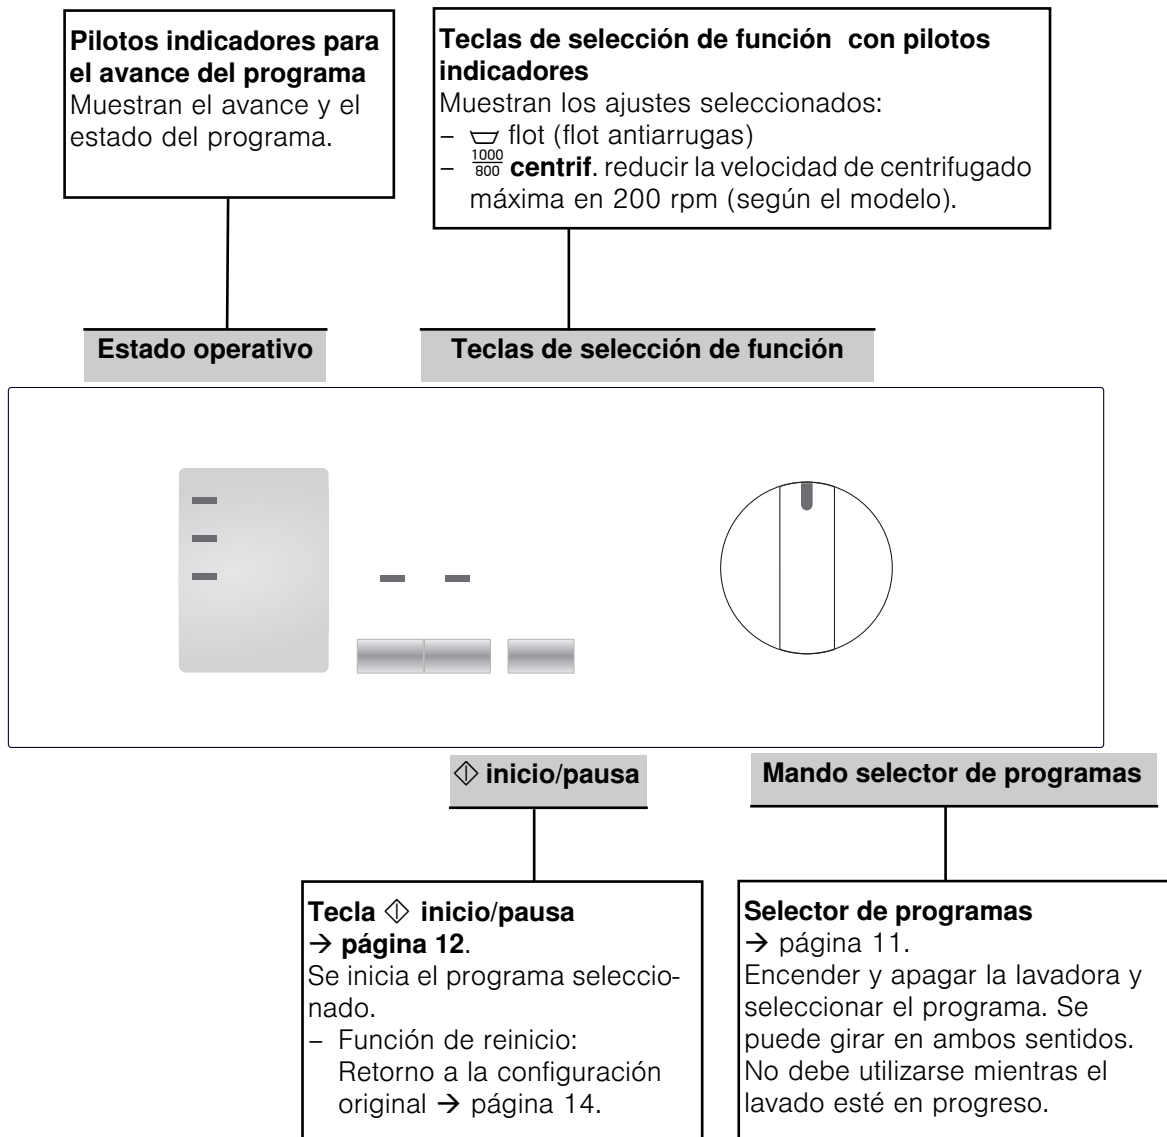 Pilotos indicadores para
el avance del programa
Muestran el avance y el
estado del programa.
Teclas de selección de función con pilotos
indicadores
Muestran los ajustes seleccionados:
– flot (flot antiarrugas)
– 1000/800 centrif. reducir la velocidad de centrifugado
máxima en 200 rpm (según el modelo).
Estado operativo
Teclas de selección de función
inicio/pausa
Mando selector de programas
Tecla inicio/pausa
→ página 12.
Se inicia el programa seleccio-
nado.
– Función de reinicio:
Retorno a la configuración
original → página 14.
Selector de programas
→ página 11.
Encender y apagar la lavadora y
seleccionar el programa. Se
puede girar en ambos sentidos.
No debe utilizarse mientras el
lavado esté en progreso.